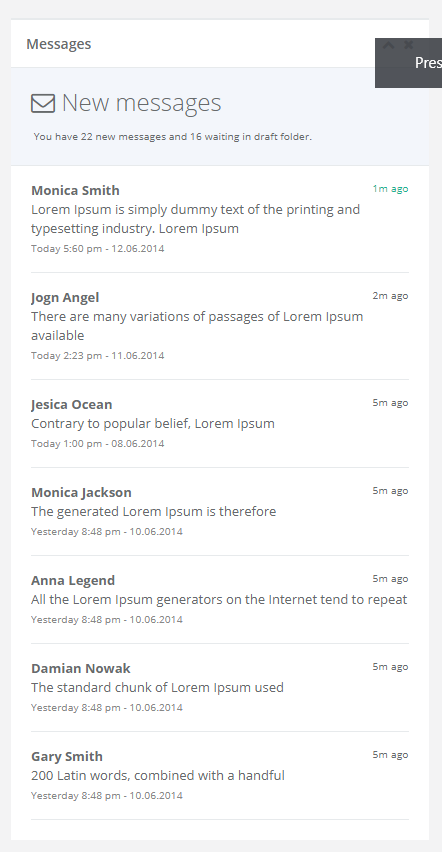 Messages
Pres
New messages
You have 22 new messages and 16 waiting in draft folder.
Monica Smith
1m ago
Lorem Ipsum is simply dummy text of the printing and
typesetting industry. Lorem Ipsum
Today 5:60 pm - 12.06.2014
Jogn Angel
2m ago
There are many variations of passages of Lorem Ipsum
available
Today 2:23 pm - 11.06.2014
Jesica Ocean
5m ago
Contrary to popular belief, Lorem Ipsum
Today 1:00 pm - 08.06.2014
Monica Jackson
5m ago
The generated Lorem Ipsum is therefore
Yesterday 8:48 pm - 10.06.2014
Anna Legend
5m ago
All the Lorem Ipsum generators on the Internet tend to repeat
Yesterday 8:48 pm - 10.06.2014
Damian Nowak
5m ago
The standard chunk of Lorem Ipsum used
Yesterday 8:48 pm - 10.06.2014
Gary Smith
5m ago
200 Latin words, combined with a handful
Yesterday 8:48 pm - 10.06.2014